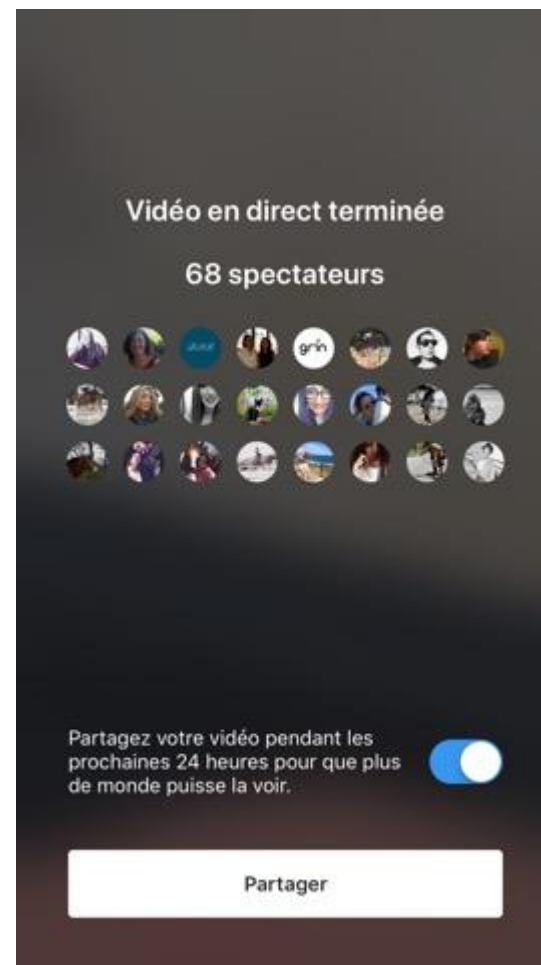 Vidéo en direct terminée
68 spectateurs
grin
Partagez votre vidéo pendant les
prochaines 24 heures pour que plus
de monde puisse la voir.
Partager